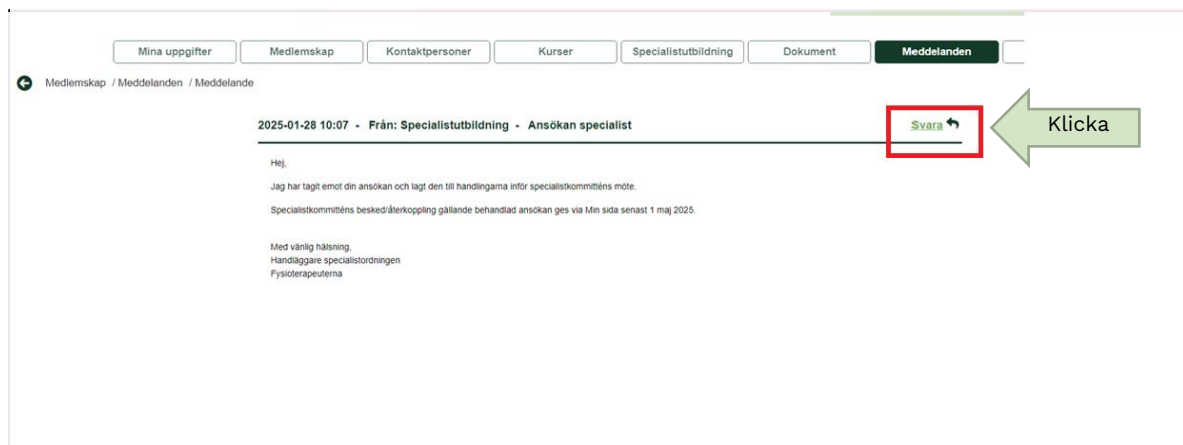 Mina uppgifter Medlemskap Kontaktpersoner Kurser Specialistutbildning Dokument Meddelanden
Medlemskap / Meddelanden / Meddelande
2025-01-28 10:07 - Från: Specialistutbildning - Ansökan specialist Svara Klicka
Hej,
Jag har tagit emot din ansökan och lagt den till handlingarna inför specialistkommitténs möte.
Specialistkommitténs besked/återkoppling gällande behandlad ansökan ges via Min sida senast 1 maj 2025.
Med vänlig hälsning,
Handläggare specialistordningen
Fysioterapeuterna